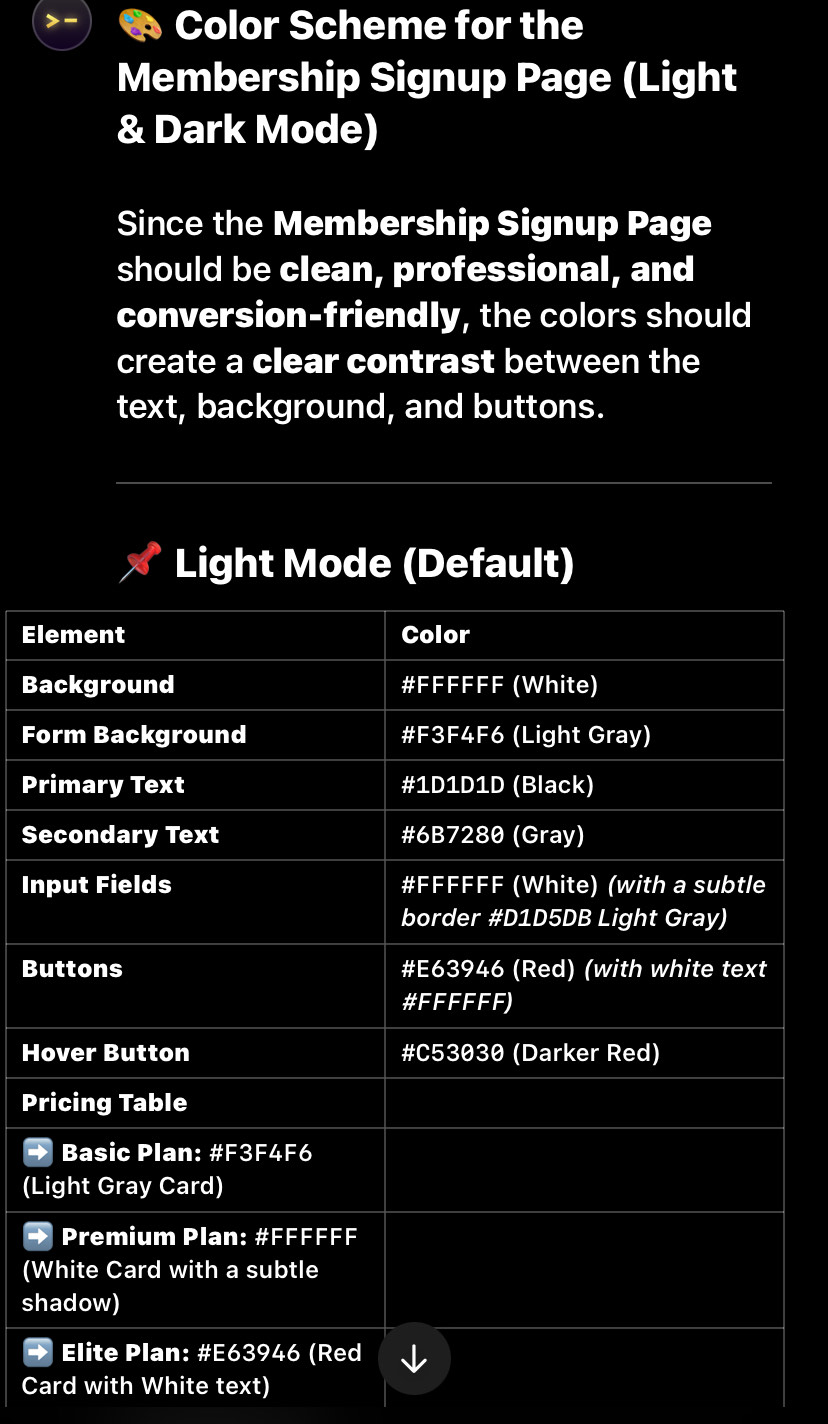 >-
🎨 Color Scheme for the
Membership Signup Page (Light
& Dark Mode)
Since the Membership Signup Page
should be clean, professional, and
conversion-friendly, the colors should
create a clear contrast between the
text, background, and buttons.
📌 Light Mode (Default)
Element Color
Background #FFFFFF (White)
Form Background #F3F4F6 (Light Gray)
Primary Text #1D1D1D (Black)
Secondary Text #6B7280 (Gray)
Input Fields #FFFFFF (White) (with a subtle
border #D1D5DB Light Gray)
Buttons #E63946 (Red) (with white text
#FFFFFF)
Hover Button #C53030 (Darker Red)
Pricing Table
➡️ Basic Plan: #F3F4F6
(Light Gray Card)
➡️ Premium Plan: #FFFFFF
(White Card with a subtle
shadow)
➡️ Elite Plan: #E63946 (Red
Card with White text)